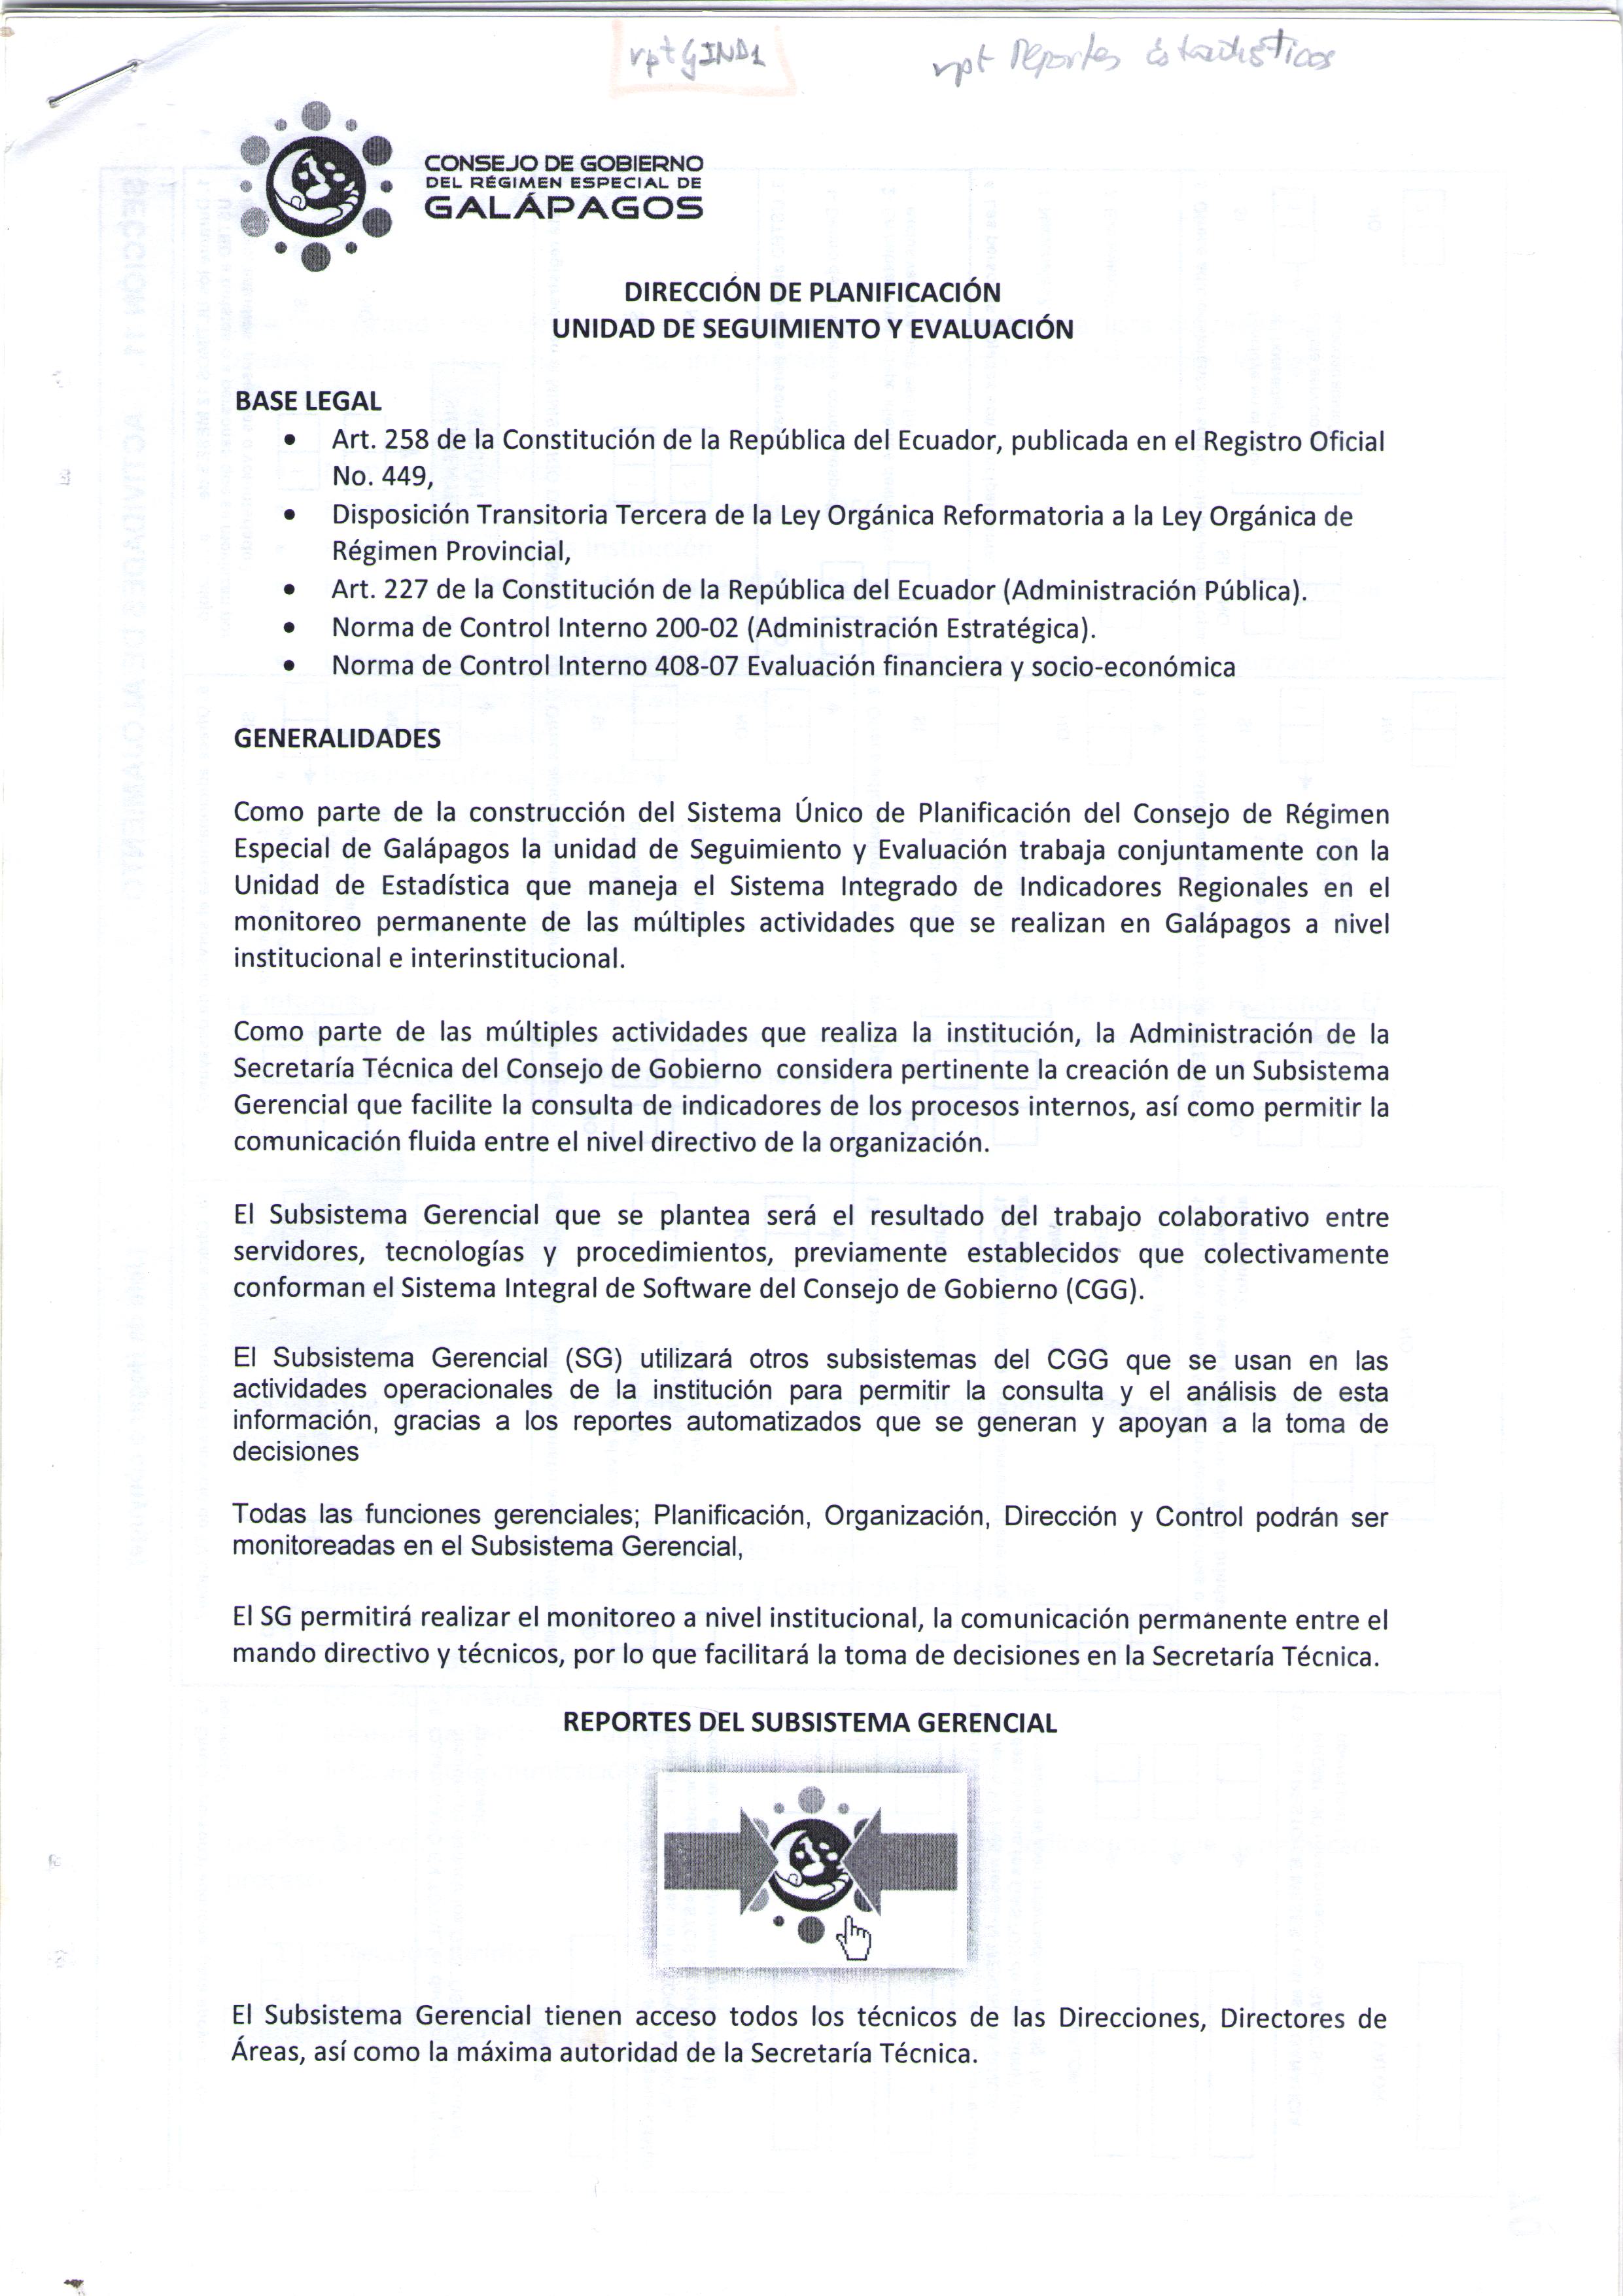 rptGIND1
rpt Reportes Estadísticos
CONSEJO DE GOBIERNO
DEL RÉGIMEN ESPECIAL DE
GALÁPAGOS
DIRECCIÓN DE PLANIFICACIÓN
UNIDAD DE SEGUIMIENTO Y EVALUACIÓN
BASE LEGAL
• Art. 258 de la Constitución de la República del Ecuador, publicada en el Registro Oficial
No. 449,
• Disposición Transitoria Tercera de la Ley Orgánica Reformatoria a la Ley Orgánica de
Régimen Provincial,
• Art. 227 de la Constitución de la República del Ecuador (Administración Pública).
• Norma de Control Interno 200-02 (Administración Estratégica).
• Norma de Control Interno 408-07 Evaluación financiera y socio-económica
GENERALIDADES
Como parte de la construcción del Sistema Único de Planificación del Consejo de Régimen
Especial de Galápagos la unidad de Seguimiento y Evaluación trabaja conjuntamente con la
Unidad de Estadística que maneja el Sistema Integrado de Indicadores Regionales en el
monitoreo permanente de las múltiples actividades que se realizan en Galápagos a nivel
institucional e interinstitucional.
Como parte de las múltiples actividades que realiza la institución, la Administración de la
Secretaría Técnica del Consejo de Gobierno considera pertinente la creación de un Subsistema
Gerencial que facilite la consulta de indicadores de los procesos internos, así como permitir la
comunicación fluida entre el nivel directivo de la organización.
El Subsistema Gerencial que se plantea será el resultado del trabajo colaborativo entre
servidores, tecnologías y procedimientos, previamente establecidos que colectivamente
conforman el Sistema Integral de Software del Consejo de Gobierno (CGG).
El Subsistema Gerencial (SG) utilizará otros subsistemas del CGG que se usan en las
actividades operacionales de la institución para permitir la consulta y el análisis de esta
información, gracias a los reportes automatizados que se generan y apoyan a la toma de
decisiones
Todas las funciones gerenciales; Planificación, Organización, Dirección y Control podrán ser
monitoreadas en el Subsistema Gerencial,
El SG permitirá realizar el monitoreo a nivel institucional, la comunicación permanente entre el
mando directivo y técnicos, por lo que facilitará la toma de decisiones en la Secretaría Técnica.
REPORTES DEL SUBSISTEMA GERENCIAL
El Subsistema Gerencial tienen acceso todos los técnicos de las Direcciones, Directores de
Áreas, así como la máxima autoridad de la Secretaría Técnica.